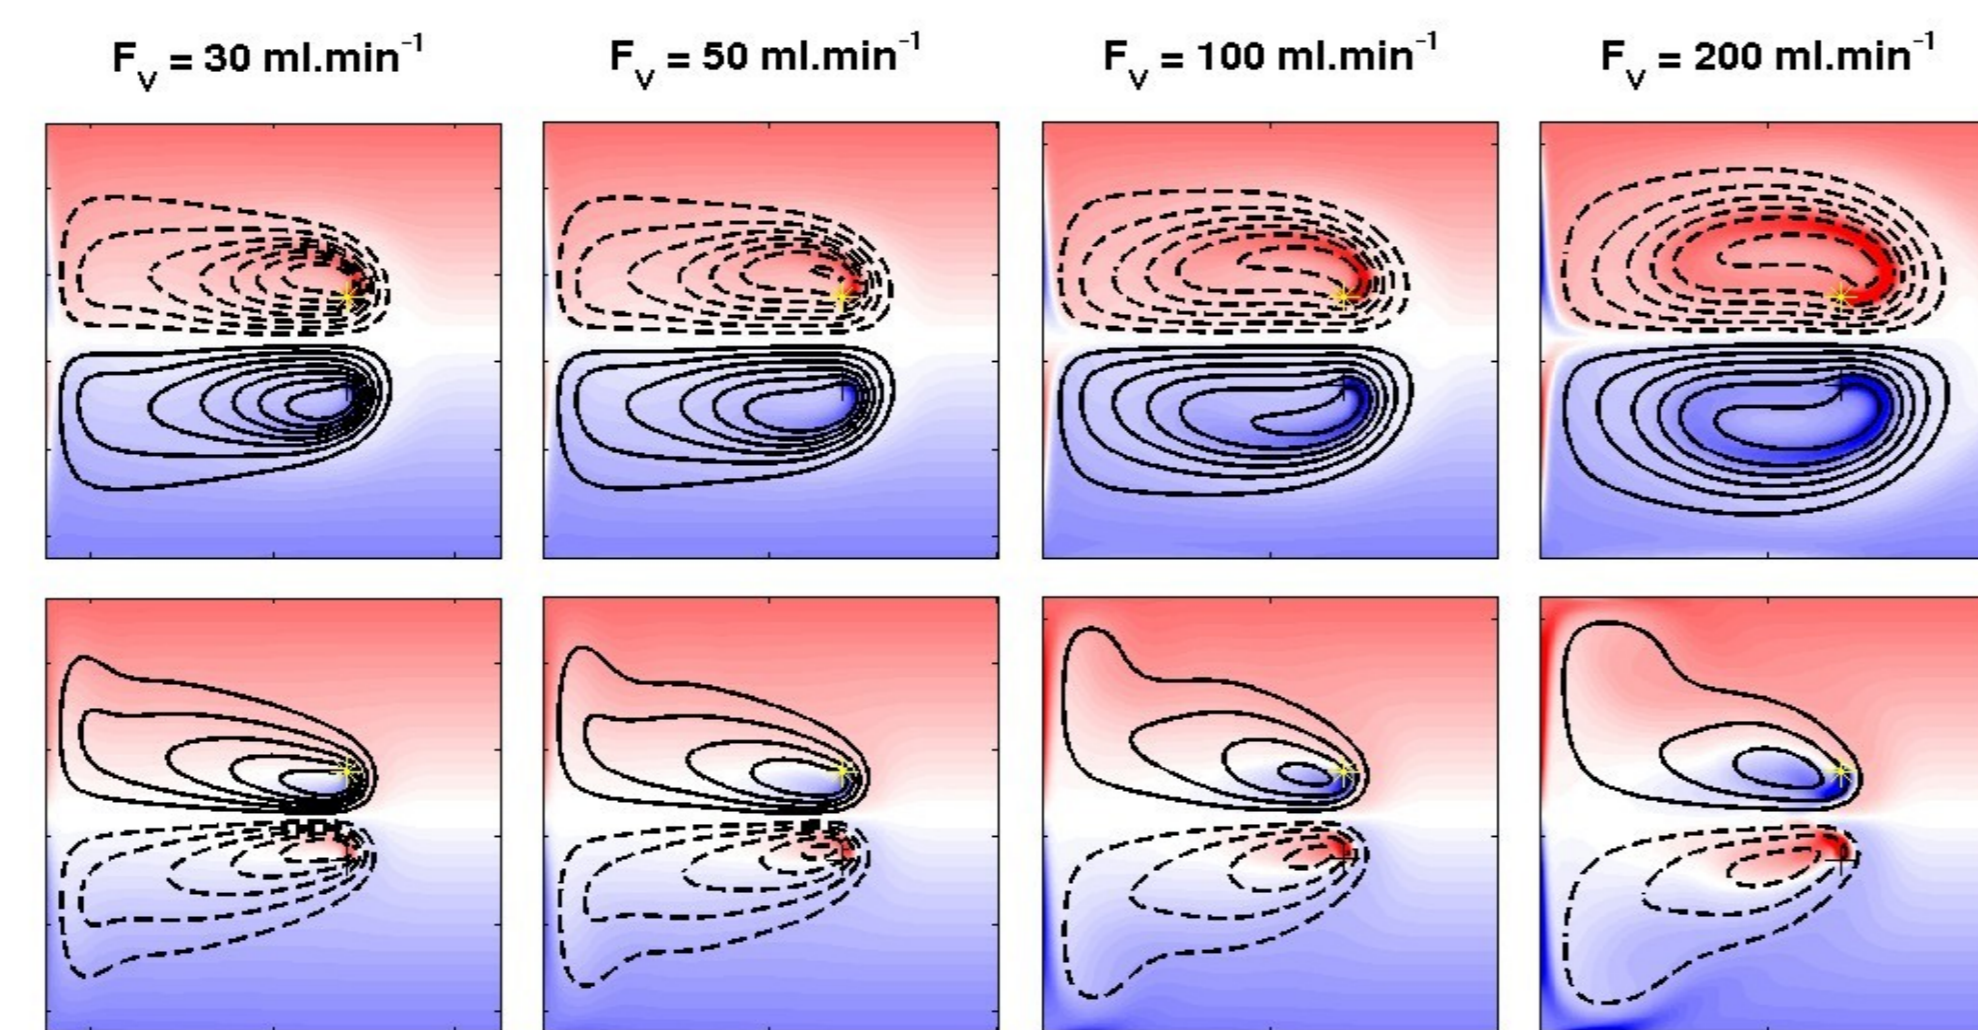 F_v = 30 ml.min⁻¹
F_v = 50 ml.min⁻¹
F_v = 100 ml.min⁻¹
F_v = 200 ml.min⁻¹